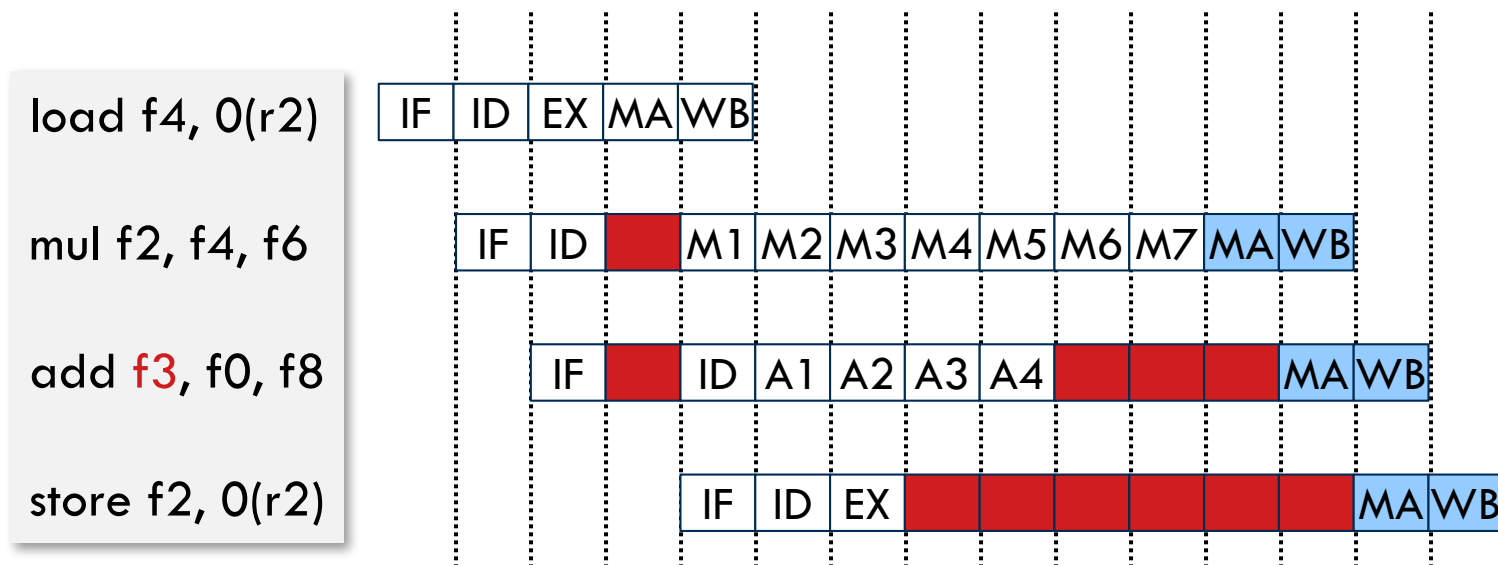 load f4, 0(r2) IF ID EX MA WB
mul f2, f4, f6 IF ID M1 M2 M3 M4 M5 M6 M7 MA WB
add f3, f0, f8 IF ID A1 A2 A3 A4 MA WB
store f2, 0(r2) IF ID EX MA WB